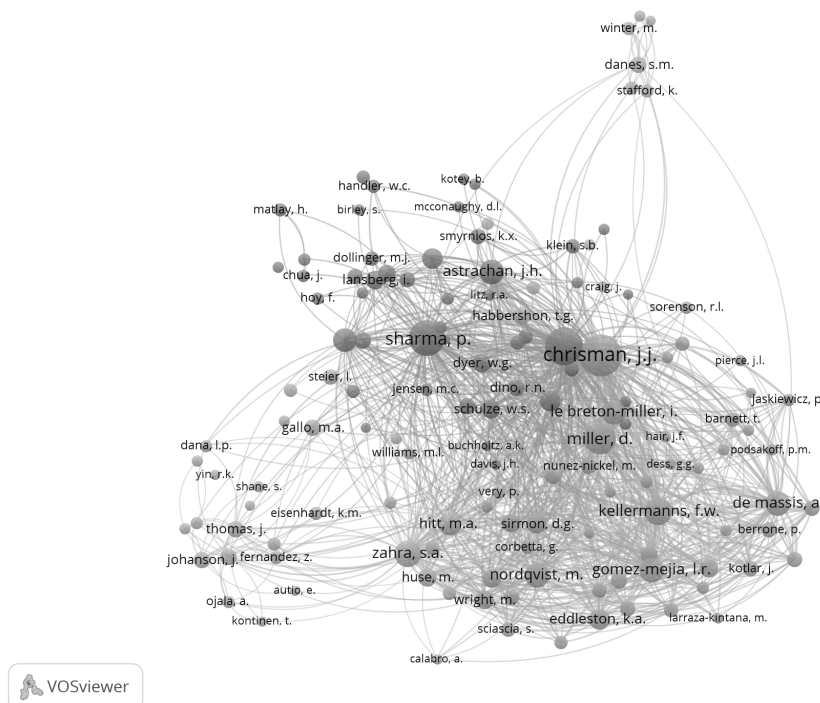 winter, m.
danes, s.m.
stafford, k.
kotey, b.
handler, w.c.
matlay, h.
birley, s.
mcconaughy, d.l.
smyrnios, k.x.
klein, s.b.
dollinger, m.j.
chua, j.
lansberg, i.
astrachan, j.h.
craig, j.
hoy, f.
litz, r.a.
sorenson, r.l.
habbershon, t.g.
sharma, p.
chrisman, j.j.
dyer, w.g.
pierce, j.l.
steier, l.
jensen, m.c.
dino, r.n.
jaskiewicz, p
schulze, w.s.
le breton-miller, i.
barnett, t.
gallo, m.a.
miller, d.
hair, j.f.
dana, l.p.
williams, m.l.
buchholtz, a.k.
podsakoff, p.m.
davis, j.h.
nunez-nickel, m.
dess, g.g.
yin, r.k.
shane, s.
very, p.
de massis, a
eisenhardt, k.m.
kellermanns, f.w.
thomas, j.
hitt, m.a.
sirmon, d.g.
berrone, p.
corbetta, g.
zahra, s.a.
johanson, j.
fernandez, z.
gomez-mejia, l.r.
kotlar, j.
huse, m.
nordqvist, m.
autio, e.
ojala, a.
wright, m.
kontinen, t.
eddleston, k.a.
larraza-kintana, m.
sciascia, s.
calabro, a.
VOSviewer